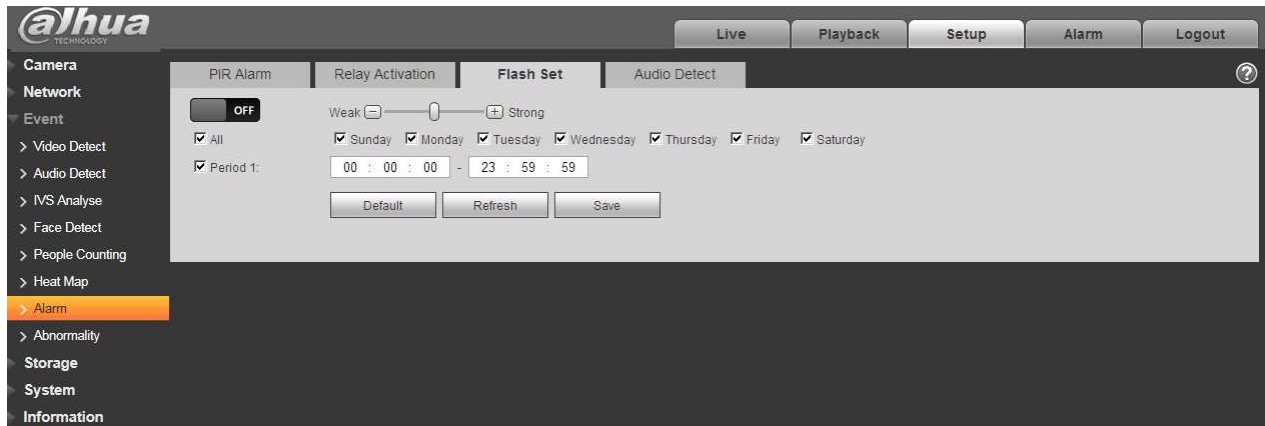 alhua
TECHNOLOGY
Live Playback Setup Alarm Logout
Camera
Network
Event
Video Detect
Audio Detect
IVS Analyse
Face Detect
People Counting
Heat Map
Alarm
Abnormality
Storage
System
Information
PIR Alarm Relay Activation Flash Set Audio Detect
?
OFF Weak - + Strong
All Sunday Monday Tuesday Wednesday Thursday Friday Saturday
Period 1: 00 : 00 : 00 - 23 : 59 : 59
Default Refresh Save